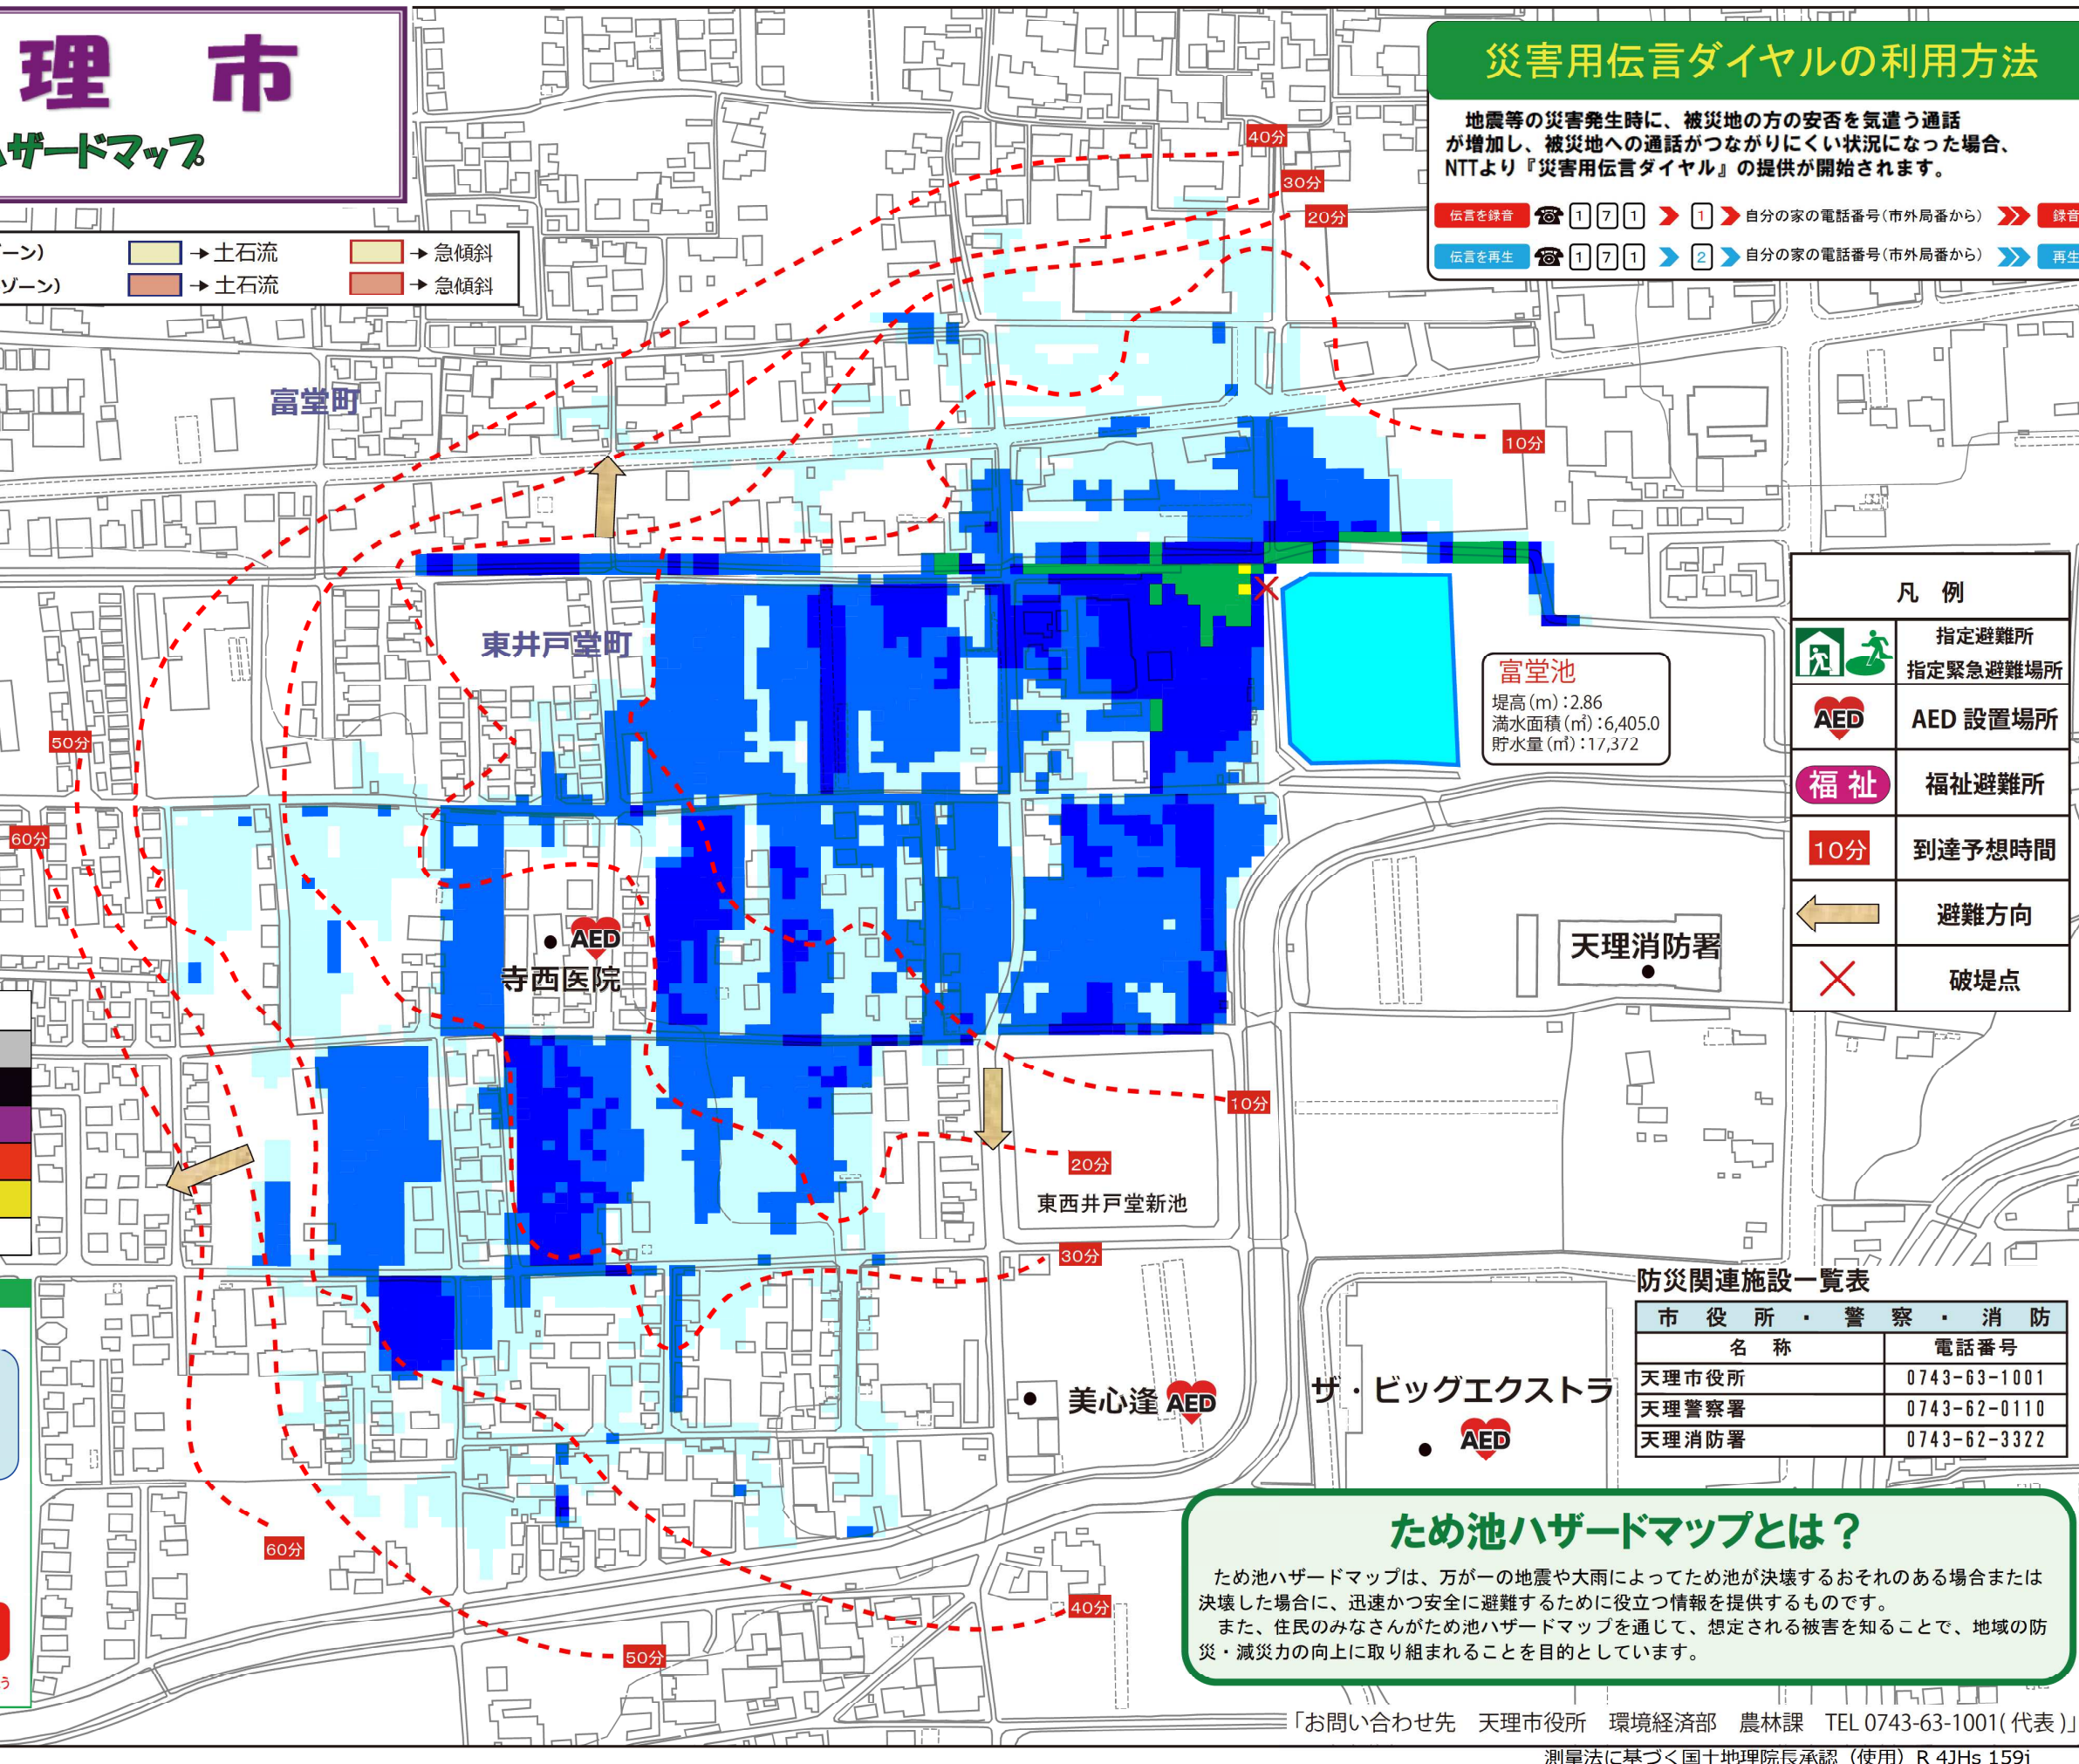 理 市
ハザードマップ
ーン)
→土石流
→急傾斜
ゾーン)
→土石流
→急傾斜
災害用伝言ダイヤルの利用方法
地震等の災害発生時に、被災地の方の安否を気遣う通話
が増加し、被災地への通話がつながりにくい状況になった場合、
NTTより『災害用伝言ダイヤル』の提供が開始されます。
伝言を録音 171 1 自分の家の電話番号(市外局番から) 録音
伝言を再生 171 2 自分の家の電話番号(市外局番から) 再生
40分
30分
20分
10分
富堂町
東井戸堂町
50分
60分
富堂池
堤高(m):2.86
満水面積(㎡):6,405.0
貯水量(㎥):17,372
凡 例
指定避難所
指定緊急避難場所
AED
AED 設置場所
福祉
福祉避難所
10分
到達予想時間
避難方向
破堤点
AED
寺西医院
天理消防署
10分
20分
東西井戸堂新池
30分
美心逢
AED
ザ・ビッグエクストラ
AED
60分
50分
40分
防災関連施設一覧表
市役所・警察・消防
名 称 電話番号
天理市役所 0743-63-1001
天理警察署 0743-62-0110
天理消防署 0743-62-3322
ため池ハザードマップとは？
ため池ハザードマップは、万が一の地震や大雨によってため池が決壊するおそれのある場合または
決壊した場合に、迅速かつ安全に避難するために役立つ情報を提供するものです。
また、住民のみなさんがため池ハザードマップを通じて、想定される被害を知ることで、地域の防
災・減災力の向上に取り組まれることを目的としています。
う
「お問い合わせ先 天理市役所 環境経済部 農林課 TEL 0743-63-1001(代表)」
測量法に基づく国土地理院長承認（使用）R 4JHs 159i